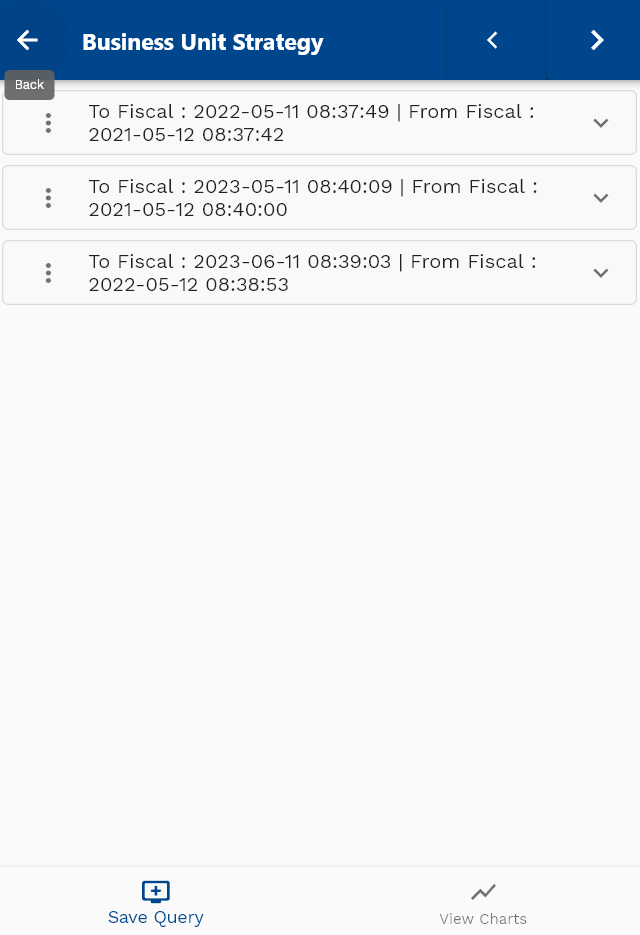 Business Unit Strategy
Back
To Fiscal : 2022-05-11 08:37:49 | From Fiscal :
2021-05-12 08:37:42
To Fiscal : 2023-05-11 08:40:09 | From Fiscal :
2021-05-12 08:40:00
To Fiscal : 2023-06-11 08:39:03 | From Fiscal :
2022-05-12 08:38:53
Save Query
View Charts